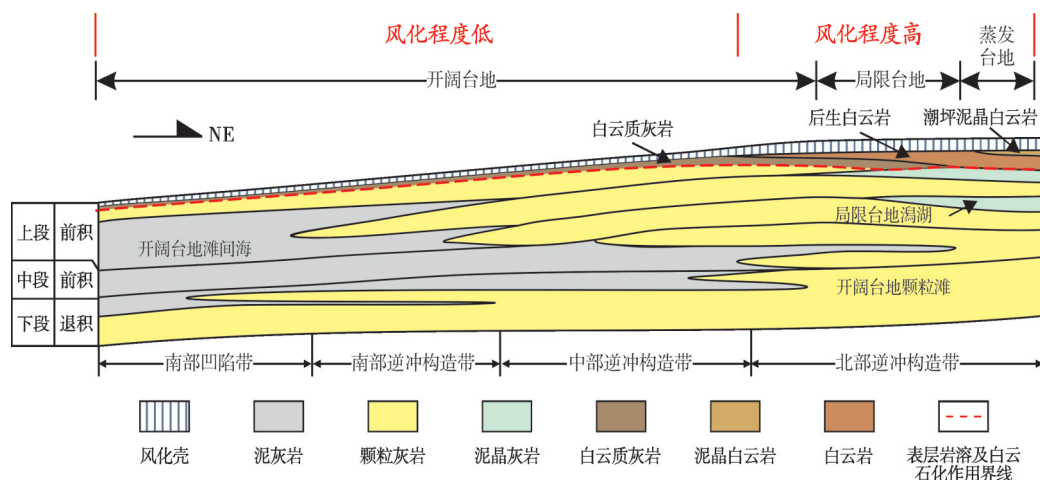 风化程度低
风化程度高
蒸发
台地
开阔台地
局限台地
NE
白云质灰岩
后生白云岩
潮坪泥晶白云岩
上段 前积
中段 前积
下段 退积
开阔台地滩间海
局限台地潟湖
开阔台地颗粒滩
南部凹陷带
南部逆冲构造带
中部逆冲构造带
北部逆冲构造带
风化壳
泥灰岩
颗粒灰岩
泥晶灰岩
白云质灰岩
泥晶白云岩
白云岩
表层岩溶及白云
石化作用界线